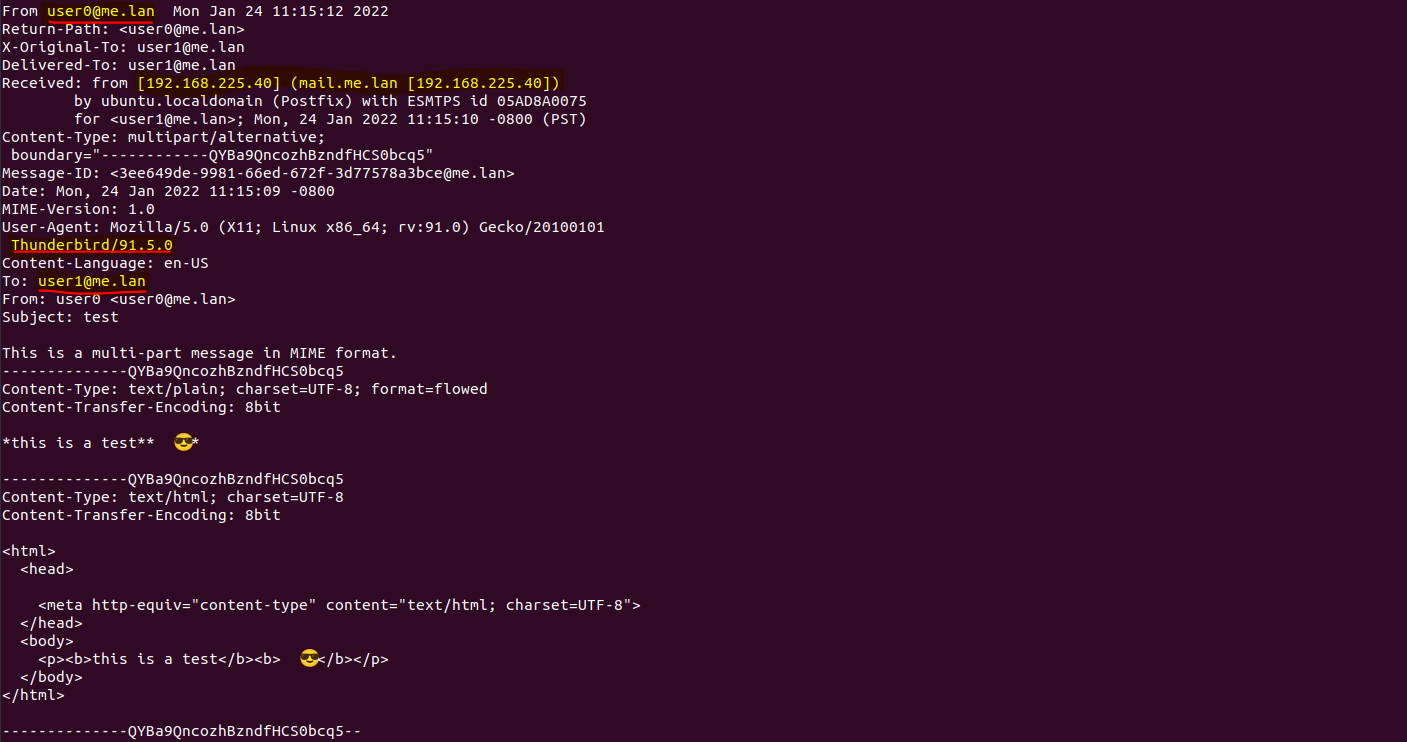 From user0@me.lan  Mon Jan 24 11:15:12 2022
Return-Path: <user0@me.lan>
X-Original-To: user1@me.lan
Delivered-To: user1@me.lan
Received: from [192.168.225.40] (mail.me.lan [192.168.225.40])
        by ubuntu.localdomain (Postfix) with ESMTPS id 05AD8A0075
        for <user1@me.lan>; Mon, 24 Jan 2022 11:15:10 -0800 (PST)
Content-Type: multipart/alternative;
 boundary="------------QYBa9QncozhBzndfHCS0bcq5"
Message-ID: <3ee649de-9981-66ed-672f-3d77578a3bce@me.lan>
Date: Mon, 24 Jan 2022 11:15:09 -0800
MIME-Version: 1.0
User-Agent: Mozilla/5.0 (X11; Linux x86_64; rv:91.0) Gecko/20100101
 Thunderbird/91.5.0
Content-Language: en-US
To: user1@me.lan
From: user0 <user0@me.lan>
Subject: test

This is a multi-part message in MIME format.
--------------QYBa9QncozhBzndfHCS0bcq5
Content-Type: text/plain; charset=UTF-8; format=flowed
Content-Transfer-Encoding: 8bit

*this is a test**  😎*

--------------QYBa9QncozhBzndfHCS0bcq5
Content-Type: text/html; charset=UTF-8
Content-Transfer-Encoding: 8bit

<html>
  <head>

    <meta http-equiv="content-type" content="text/html; charset=UTF-8">
  </head>
  <body>
    <p><b>this is a test</b><b>  😎</b></p>
  </body>
</html>

--------------QYBa9QncozhBzndfHCS0bcq5--